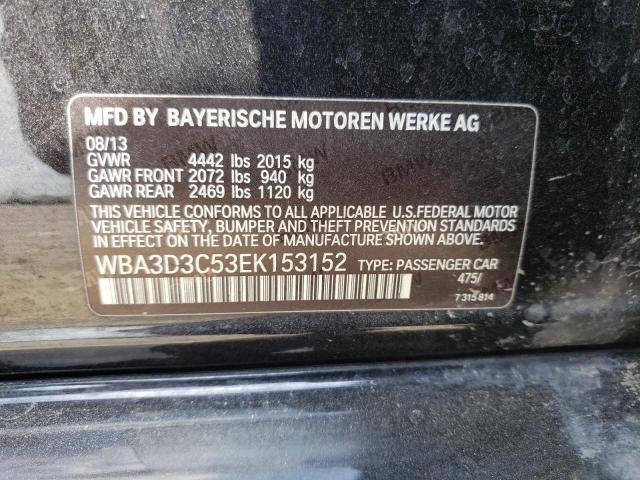 MFD BY BAYERISCHE MOTOREN WERKE AG
08/13
GVWR 4442 lbs 2015 kg
GAWR FRONT 2072 lbs 940 kg
GAWR REAR 2469 lbs 1120 kg
THIS VEHICLE CONFORMS TO ALL APPLICABLE U.S.FEDERAL MOTOR
VEHICLE SAFETY, BUMPER AND THEFT PREVENTION STANDARDS
IN EFFECT ON THE DATE OF MANUFACTURE SHOWN ABOVE.
WBA3D3C53EK153152 TYPE: PASSENGER CAR
475/
7 315 814